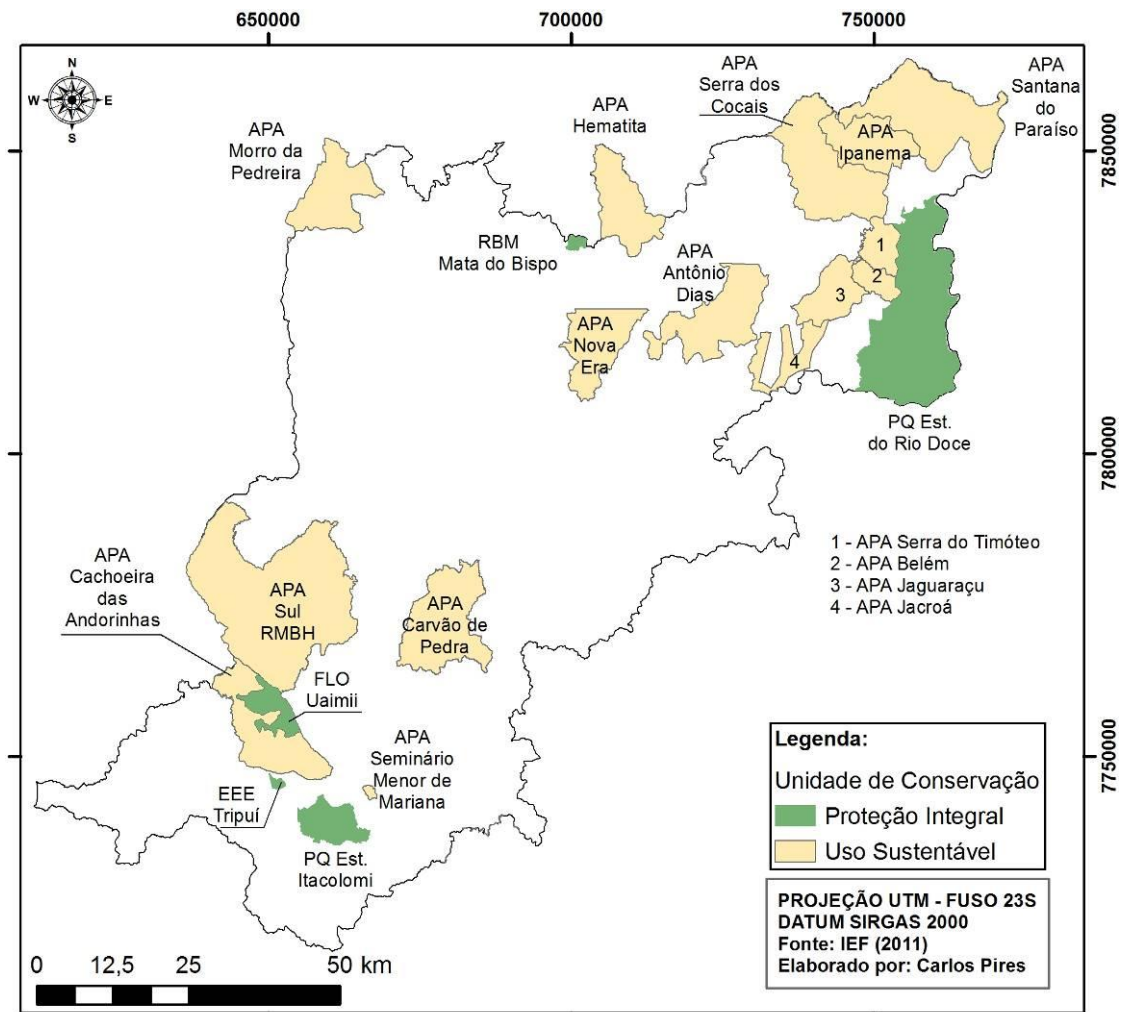 650000
700000
750000
N
W
E
S
APA
Morro da
Pedreira
APA
Hematita
APA
Serra dos
Cocais
APA
Santana
do
Paraíso
APA
Ipanema
7850000
7850000
RBM
Mata do Bispo
APA
Antônio
Dias
APA
Nova
Era
1
2
3
4
PQ Est.
do Rio Doce
7800000
7800000
1 - APA Serra do Timóteo
2 - APA Belém
3 - APA Jaguaraçu
4 - APA Jacroá
APA
Cachoeira
das
Andorinhas
APA
Sul
RMBH
APA
Carvão de
Pedra
FLO
Uaimii
APA
Seminário
Menor de
Mariana
EEE
Tripuí
PQ Est.
Itacolomi
7750000
7750000
Legenda:
Unidade de Conservação
Proteção Integral
Uso Sustentável
PROJEÇÃO UTM - FUSO 23S
DATUM SIRGAS 2000
Fonte: IEF (2011)
Elaborado por: Carlos Pires
0 12,5 25 50 km